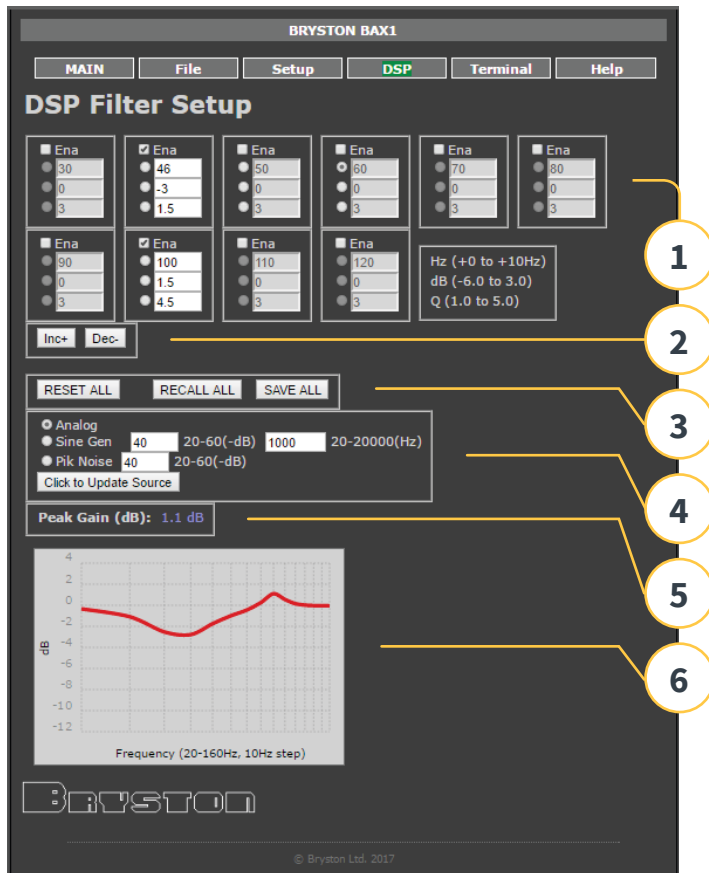 BRYSTON BAX1
MAIN File Setup DSP Terminal Help
DSP Filter Setup
Ena Ena Ena Ena Ena Ena
30 46 50 60 70 80
0 -3 0 0 0 0
3 1.5 3 3 3 3
1
Ena Ena Ena Ena
90 100 110 120
0 1.5 0 0
3 4.5 3 3
Hz (+0 to +10Hz)
dB (-6.0 to 3.0)
Q (1.0 to 5.0)
Inc+ Dec-
2
RESET ALL RECALL ALL SAVE ALL
3
Analog
Sine Gen 40 20-60(-dB) 1000 20-20000(Hz)
Pik Noise 40 20-60(-dB)
Click to Update Source
4
Peak Gain (dB): 1.1 dB
5
4
2
0
-2
-4
-6
-8
-10
-12
dB
Frequency (20-160Hz, 10Hz step)
6
BRYSTON
© Bryston Ltd. 2017